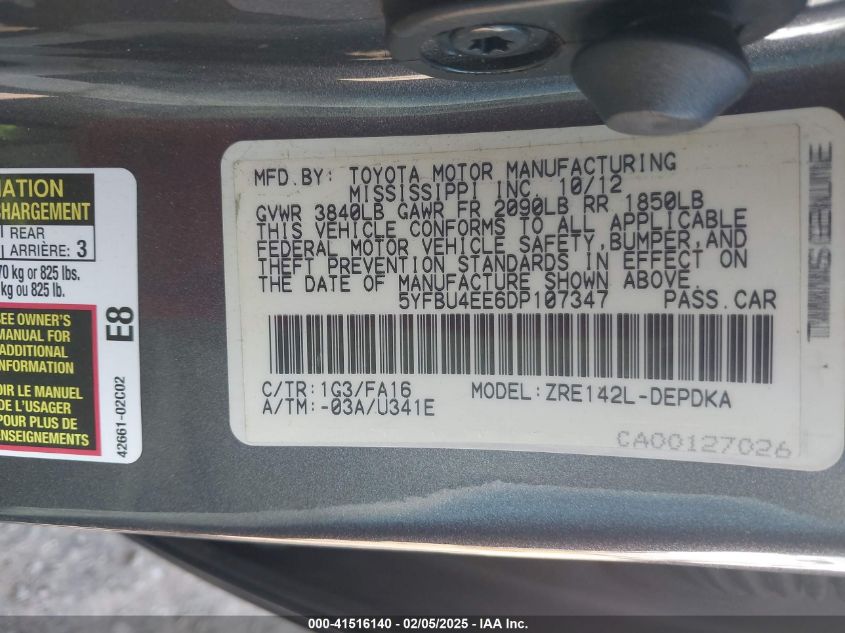 MFD.BY: TOYOTA MOTOR MANUFACTURING
MISSISSIPPI INC. 10/12
GVWR 3840LB GAWR FR 2090LB RR 1850LB
THIS VEHICLE CONFORMS TO ALL APPLICABLE
FEDERAL MOTOR VEHICLE SAFETY,BUMPER,AND
THEFT PREVENTION STANDARDS IN EFFECT ON
THE DATE OF MANUFACTURE SHOWN ABOVE.
5YFBU4EE6DP107347 PASS.CAR
C/TR:1G3/FA16 MODEL:ZRE142L-DEPDKA
A/TM:-03A/U341E
CA00127026
MATION
CHARGEMENT
REAR
ARRIÈRE: 3
70 kg or 825 lbs.
kg ou 825 lb.
SEE OWNER'S
MANUAL FOR
ADDITIONAL
INFORMATION
OIR LE MANUEL
DE L'USAGER
POUR PLUS DE
RENSEIGNEMENTS
E8
42661-02C02
000-41516140 - 02/05/2025 - IAA Inc.